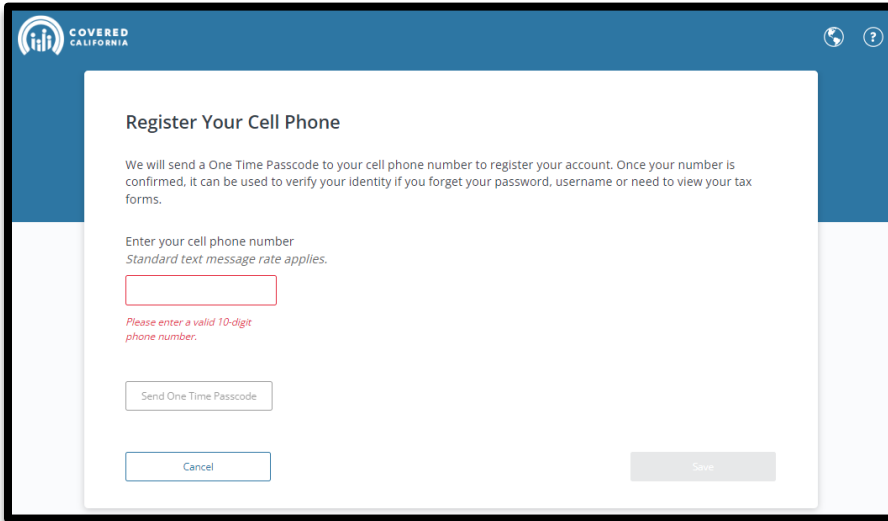 COVERED
CALIFORNIA
?
Register Your Cell Phone
We will send a One Time Passcode to your cell phone number to register your account. Once your number is
confirmed, it can be used to verify your identity if you forget your password, username or need to view your tax
forms.
Enter your cell phone number
Standard text message rate applies.
Please enter a valid 10-digit
phone number.
Send One Time Passcode
Cancel
Save